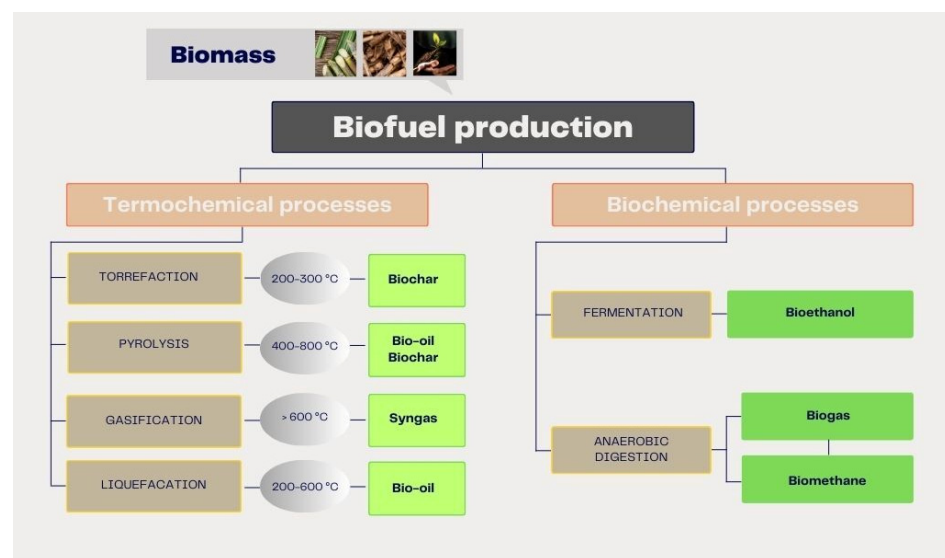 Biomass
Biofuel production
Termochemical processes
TORREFACTION
200-300 °C
Biochar
PYROLYSIS
400-800 °C
Bio-oil
Biochar
GASIFICATION
>600 °C
Syngas
LIQUEFACATION
200-600 °C
Bio-oil
Biochemical processes
FERMENTATION
Bioethanol
ANAEROBIC
DIGESTION
Biogas
Biomethane